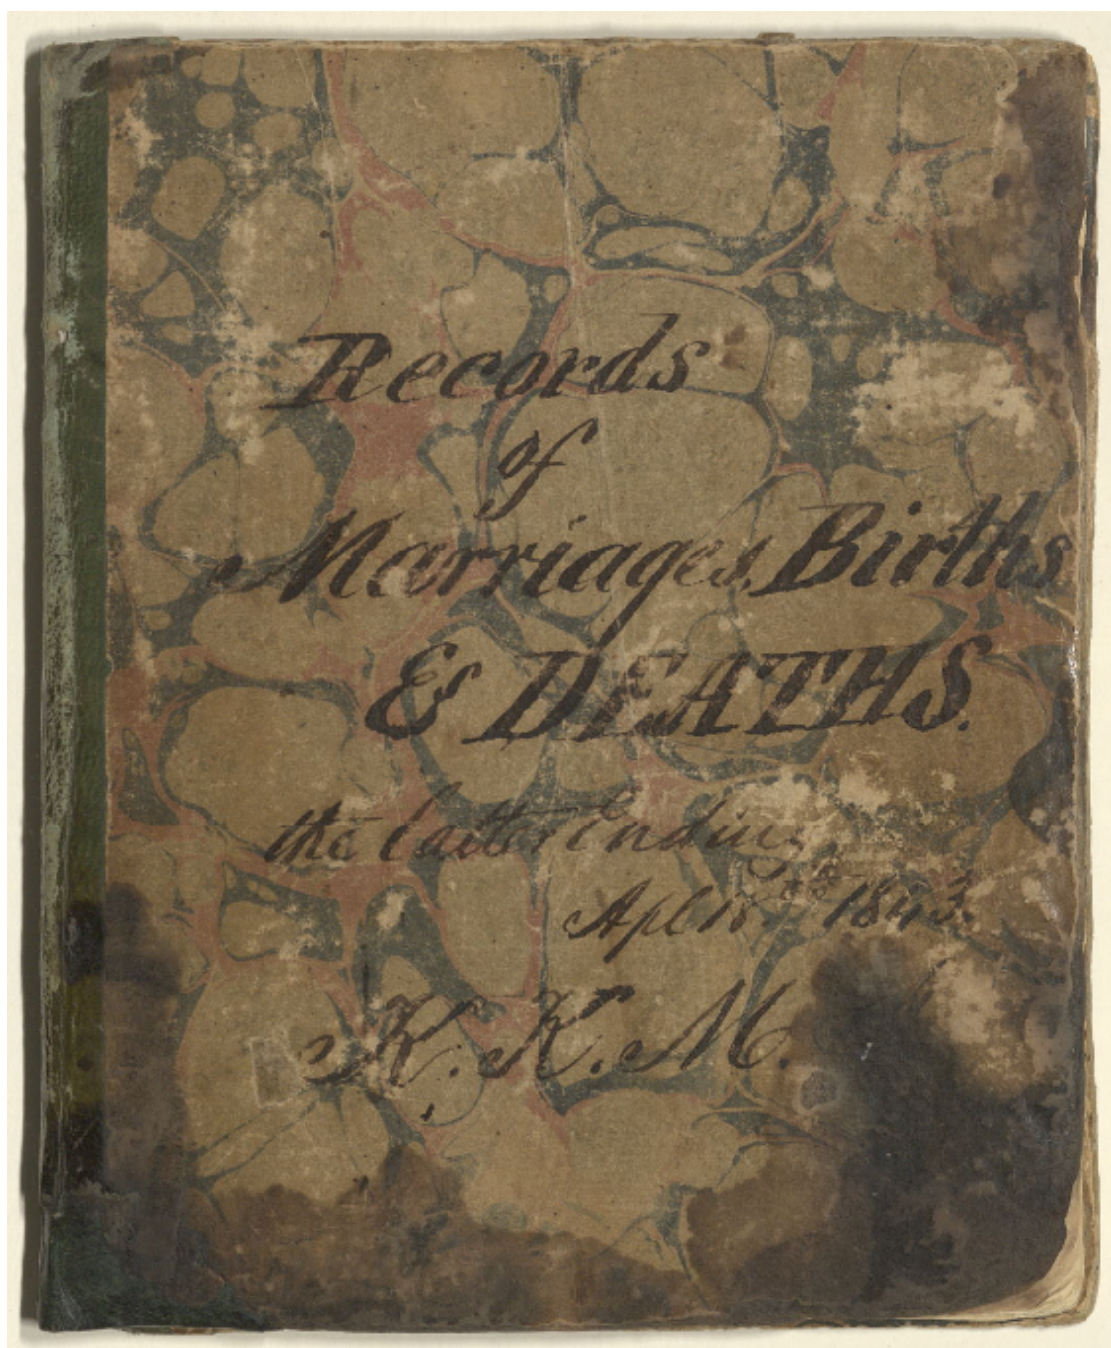 Records
of
Marriages, Births
& DEATHS.
the latter Ending
Apl 18th 1843.
K. K. M.